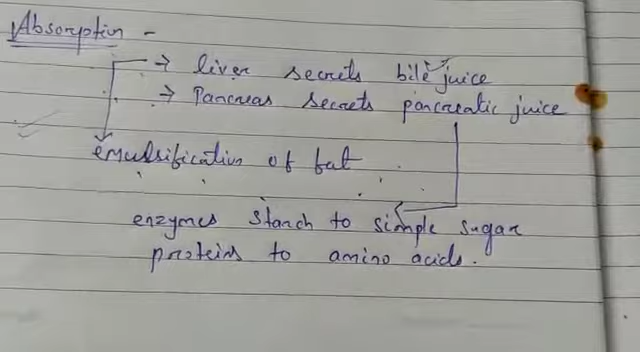 Absorption -
→ liver secrets bile juice
→ Pancreas secrets pancreatic juice
emulsification of fat
enzymes starch to simple sugar
proteins to amino acids.